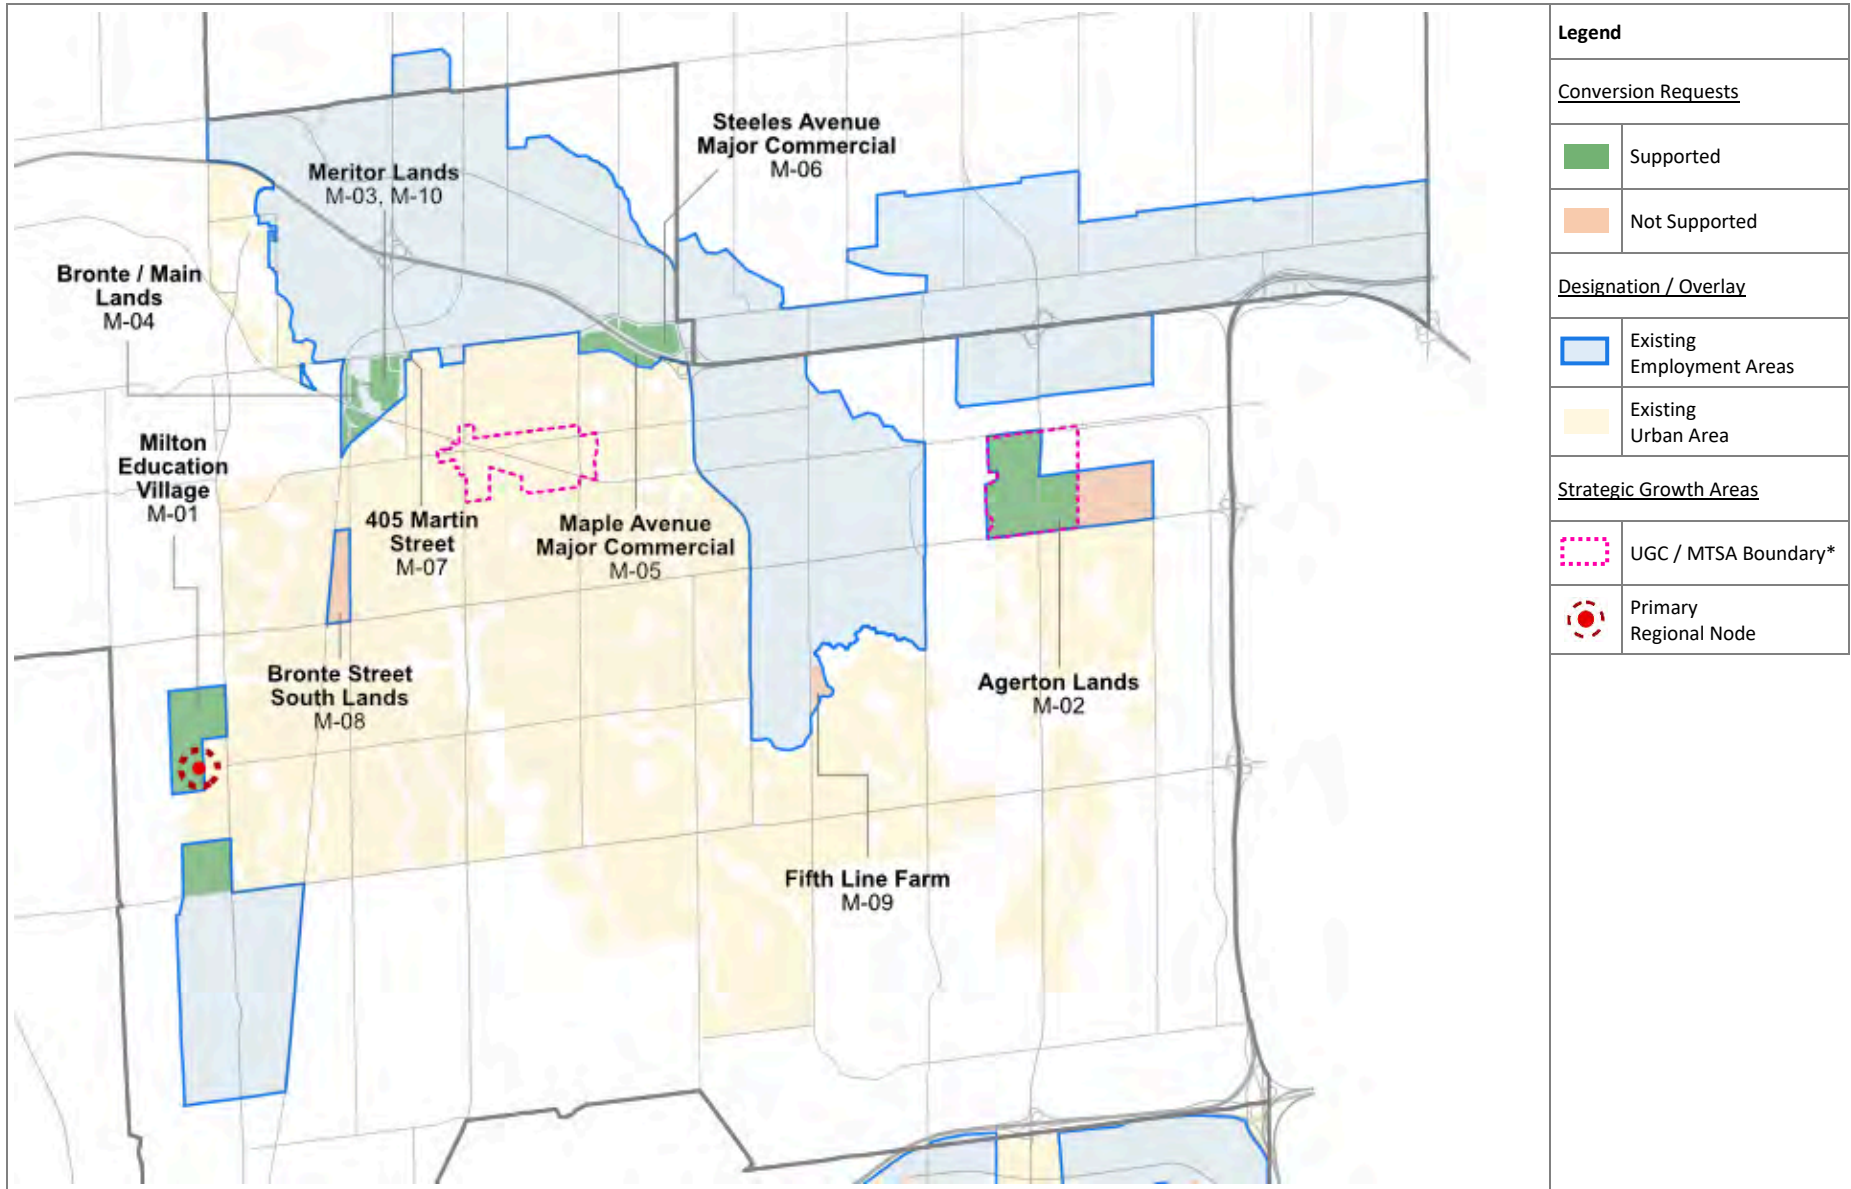 Steeles Avenue
Major Commercial
M-06
Meritor Lands
M-03, M-10
Bronte / Main
Lands
M-04
Milton
Education
Village
M-01
405 Martin
Street
M-07
Maple Avenue
Major Commercial
M-05
Bronte Street
South Lands
M-08
Agerton Lands
M-02
Fifth Line Farm
M-09
Legend
Conversion Requests
Supported
Not Supported
Designation / Overlay
Existing
Employment Areas
Existing
Urban Area
Strategic Growth Areas
UGC / MTSA Boundary*
Primary
Regional Node